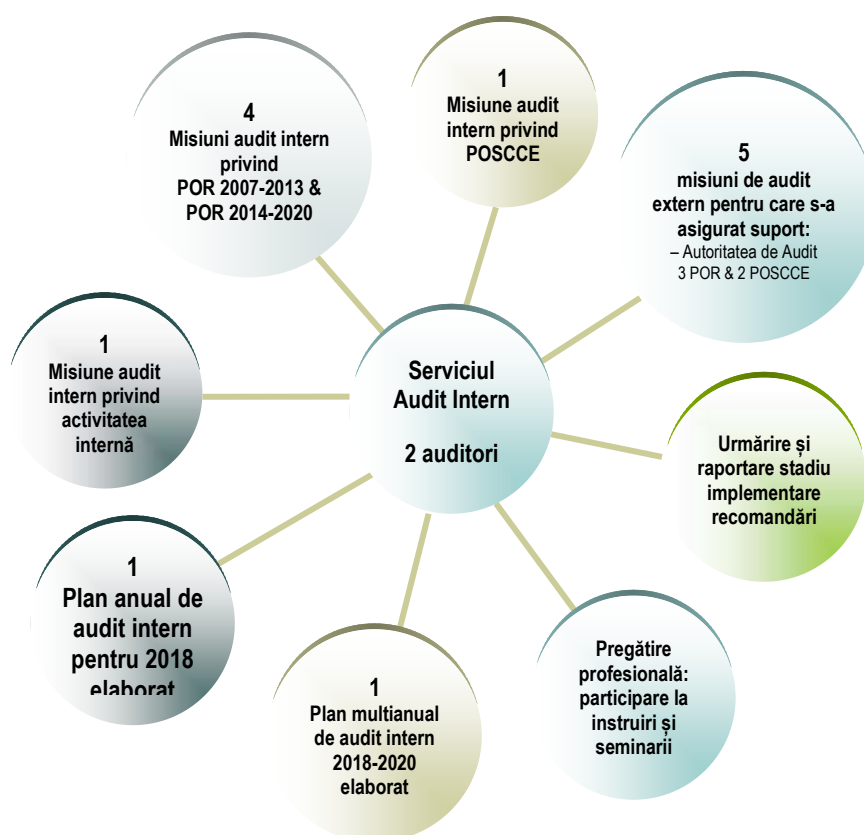 1
Misiune audit
intern privind
POSCCE
4
Misiuni audit intern
privind
POR 2007-2013 &
POR 2014-2020
5
misiuni de audit
extern pentru care s-a
asigurat suport:
– Autoritatea de Audit
3 POR & 2 POSCCE
1
Misiune audit
intern privind
activitatea
internă
Serviciul
Audit Intern
2 auditori
Urmărire și
raportare stadiu
implementare
recomandări
1
Plan anual de
audit intern
pentru 2018
elaborat
1
Plan multianual
de audit intern
2018-2020
elaborat
Pregătire
profesională:
participare la
instruiri și
seminarii